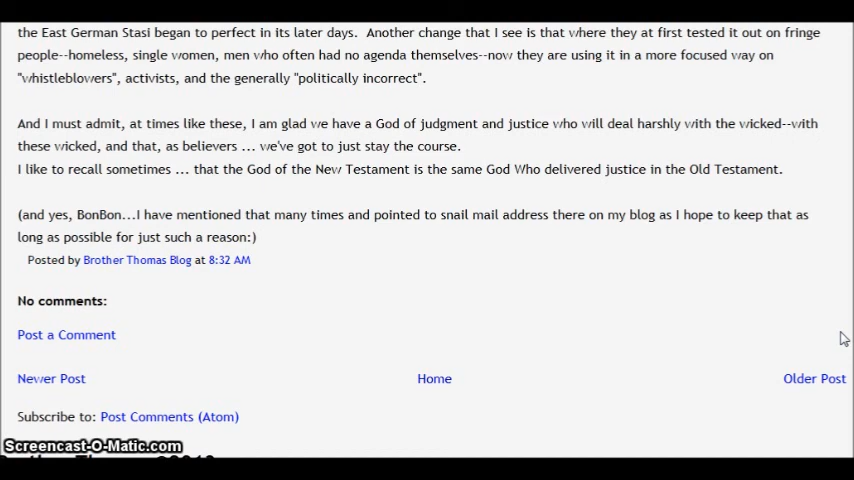 the East German Stasi began to perfect in its later days. Another change that I see is that where they at first tested it out on fringe
people--homeless, single women, men who often had no agenda themselves--now they are using it in a more focused way on
"whistleblowers", activists, and the generally "politically incorrect".
And I must admit, at times like these, I am glad we have a God of judgment and justice who will deal harshly with the wicked--with
these wicked, and that, as believers ... we've got to just stay the course.
I like to recall sometimes ... that the God of the New Testament is the same God Who delivered justice in the Old Testament.
(and yes, BonBon...I have mentioned that many times and pointed to snail mail address there on my blog as I hope to keep that as
long as possible for just such a reason:)
Posted by Brother Thomas Blog at 8:32 AM
No comments:
Post a Comment
Newer Post Home Older Post
Subscribe to: Post Comments (Atom)
Screencast-O-Matic.com